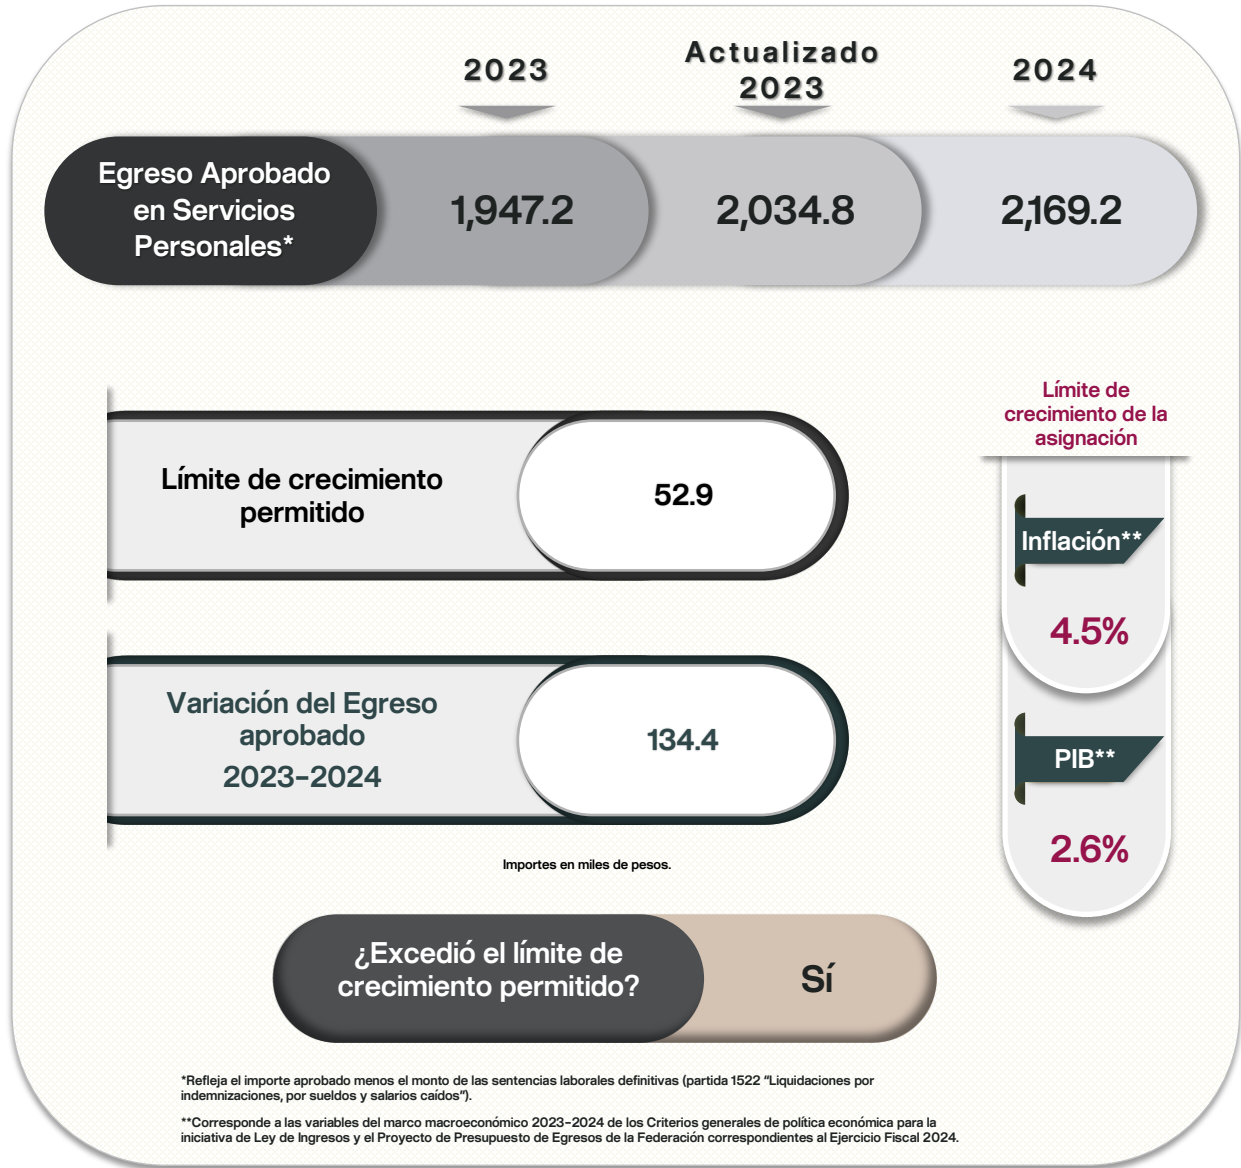 2023
Actualizado
2023
2024
Egreso Aprobado
en Servicios
Personales*
1,947.2
2,034.8
2,169.2
Límite de
crecimiento de la
asignación
Límite de crecimiento
permitido
52.9
Inflación**
4.5%
Variación del Egreso
aprobado
2023-2024
134.4
PIB**
2.6%
Importes en miles de pesos.
¿Excedió el límite de
crecimiento permitido?
Sí
*Refleja el importe aprobado menos el monto de las sentencias laborales definitivas (partida 1522 "Liquidaciones por
indemnizaciones, por sueldos y salarios caídos").
**Corresponde a las variables del marco macroeconómico 2023-2024 de los Criterios generales de política económica para la
iniciativa de Ley de Ingresos y el Proyecto de Presupuesto de Egresos de la Federación correspondientes al Ejercicio Fiscal 2024.